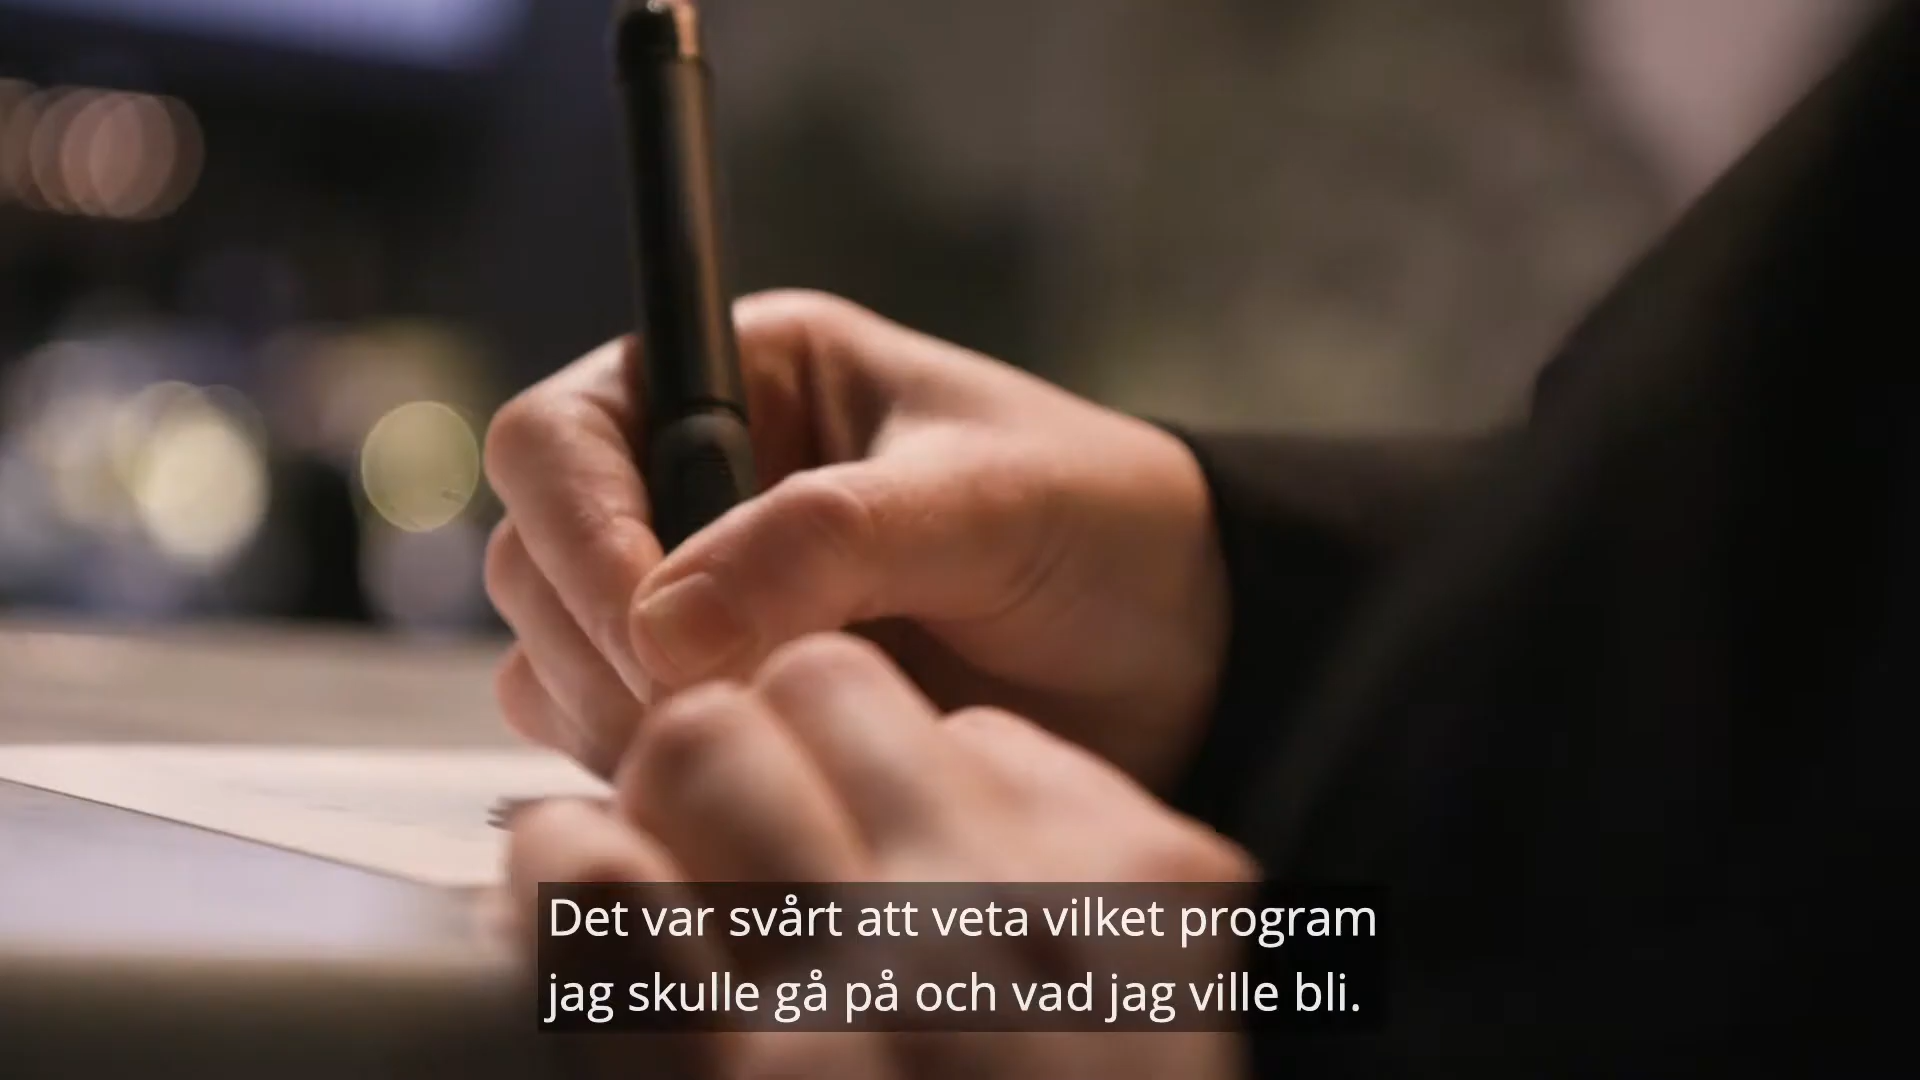 Det var svårt att veta vilket program
jag skulle gå på och vad jag ville bli.